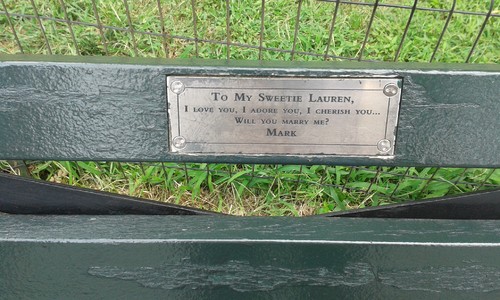 To My Sweetie Lauren,
I love you, I adore you, I cherish you...
Will you marry me?
Mark